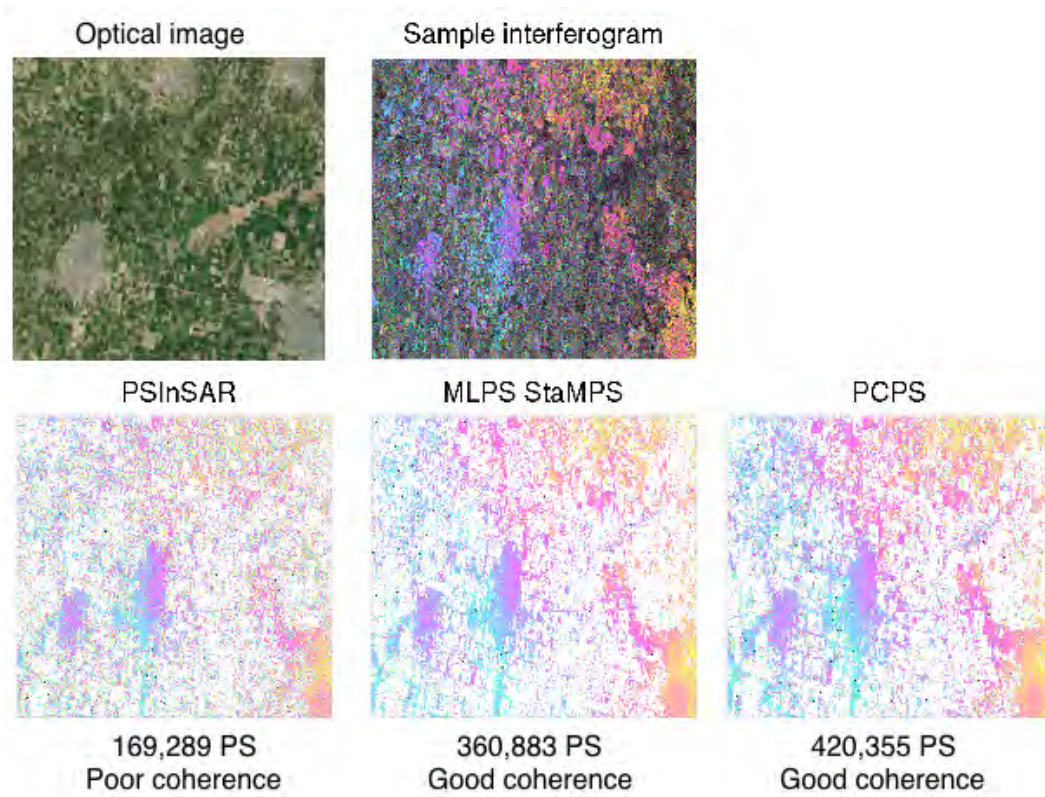 Optical image
Sample interferogram
PSInSAR
MLPS StaMPS
PCPS
169,289 PS
Poor coherence
360,883 PS
Good coherence
420,355 PS
Good coherence